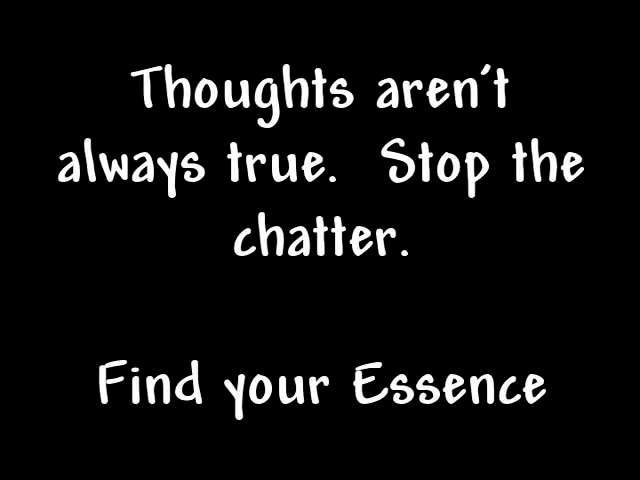 Thoughts aren't
always true.  Stop the
chatter.
Find your Essence